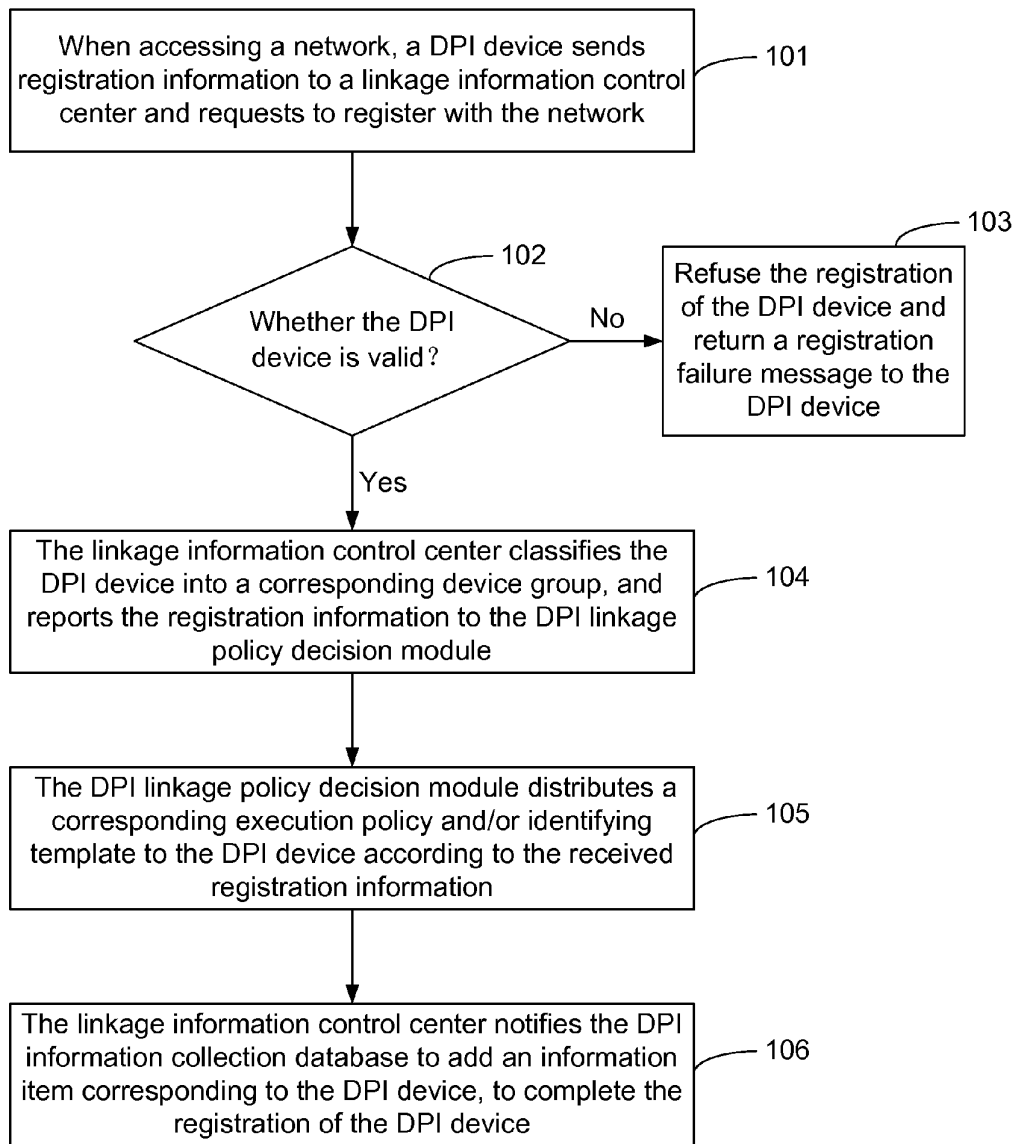 When accessing a network, a DPI device sends
registration information to a linkage information control
center and requests to register with the network
101
102
Whether the DPI
device is valid?
No
103
Refuse the registration
of the DPI device and
return a registration
failure message to the
DPI device
Yes
The linkage information control center classifies the
DPI device into a corresponding device group, and
reports the registration information to the DPI linkage
policy decision module
104
The DPI linkage policy decision module distributes a
corresponding execution policy and/or identifying
template to the DPI device according to the received
registration information
105
The linkage information control center notifies the DPI
information collection database to add an information
item corresponding to the DPI device, to complete the
registration of the DPI device
106